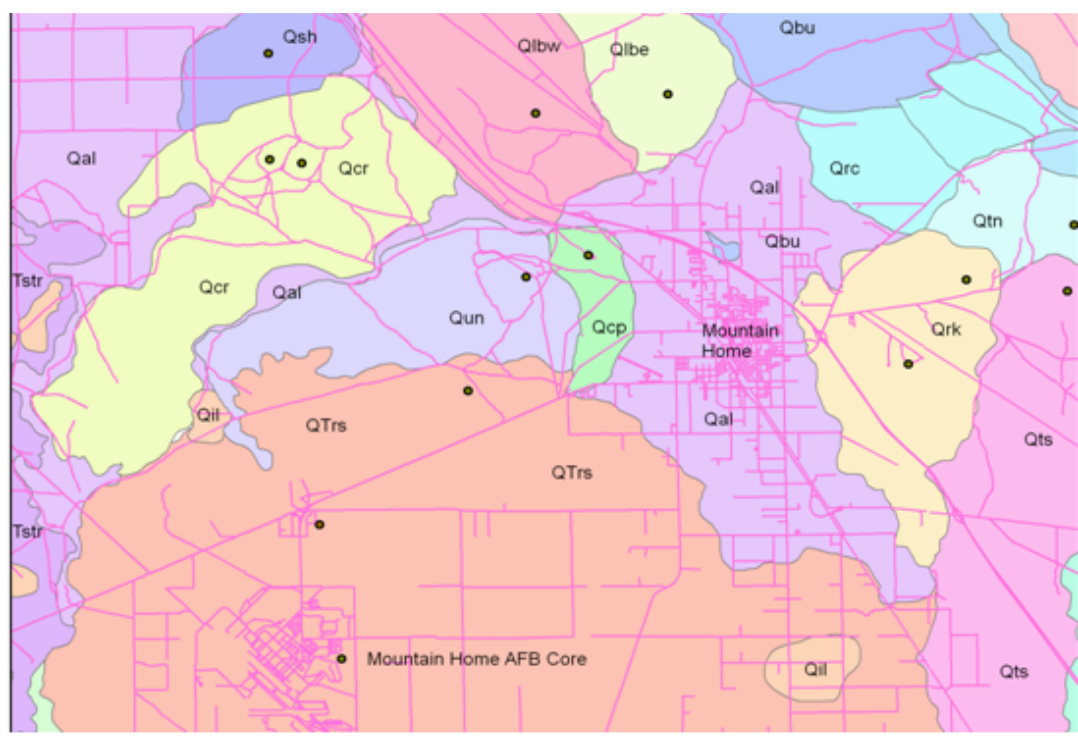 Qsh
Qlbw
Qlbe
Qbu
Qal
Qcr
Qrc
Qal
Qtn
Qbu
Tstr
Qcr
Qal
Qun
Qcp
Mountain
Home
Qrk
Qil
QTrs
Qal
Qts
QTrs
Tstr
Mountain Home AFB Core
Qil
Qts